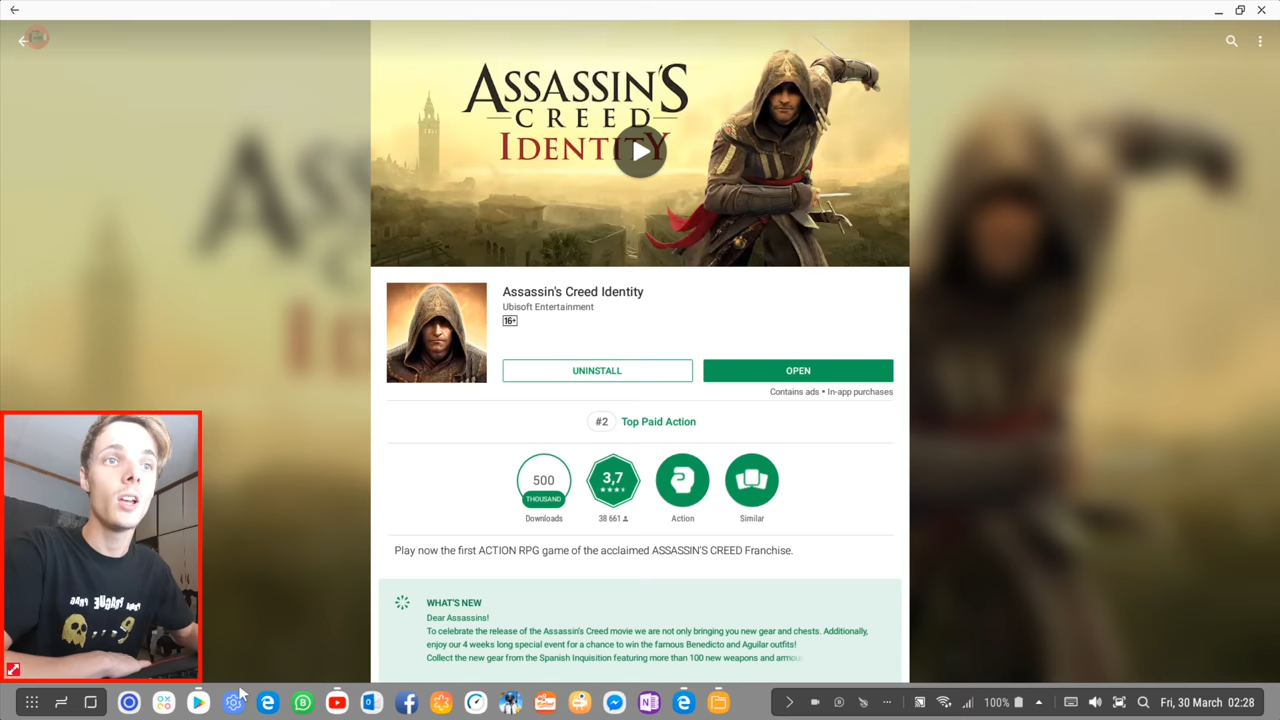 ASSASSIN'S
CREED
IDENTITY
Assassin's Creed Identity
Ubisoft Entertainment
16+
UNINSTALL
OPEN
Contains ads • In-app purchases
#2 Top Paid Action
500
THOUSAND
Downloads
3,7
38 661
Action
Similar
Play now the first ACTION RPG game of the acclaimed ASSASSIN'S CREED Franchise.
WHAT'S NEW
Dear Assassins!
To celebrate the release of the Assassin's Creed movie we are not only bringing you new gear and chests. Additionally,
enjoy our 4 weeks long special event for a chance to win the famous Benedicto and Aguilar outfits!
Collect the new gear from the Spanish Inquisition featuring more than 100 new weapons and armou
100%
Fri, 30 March 02:28